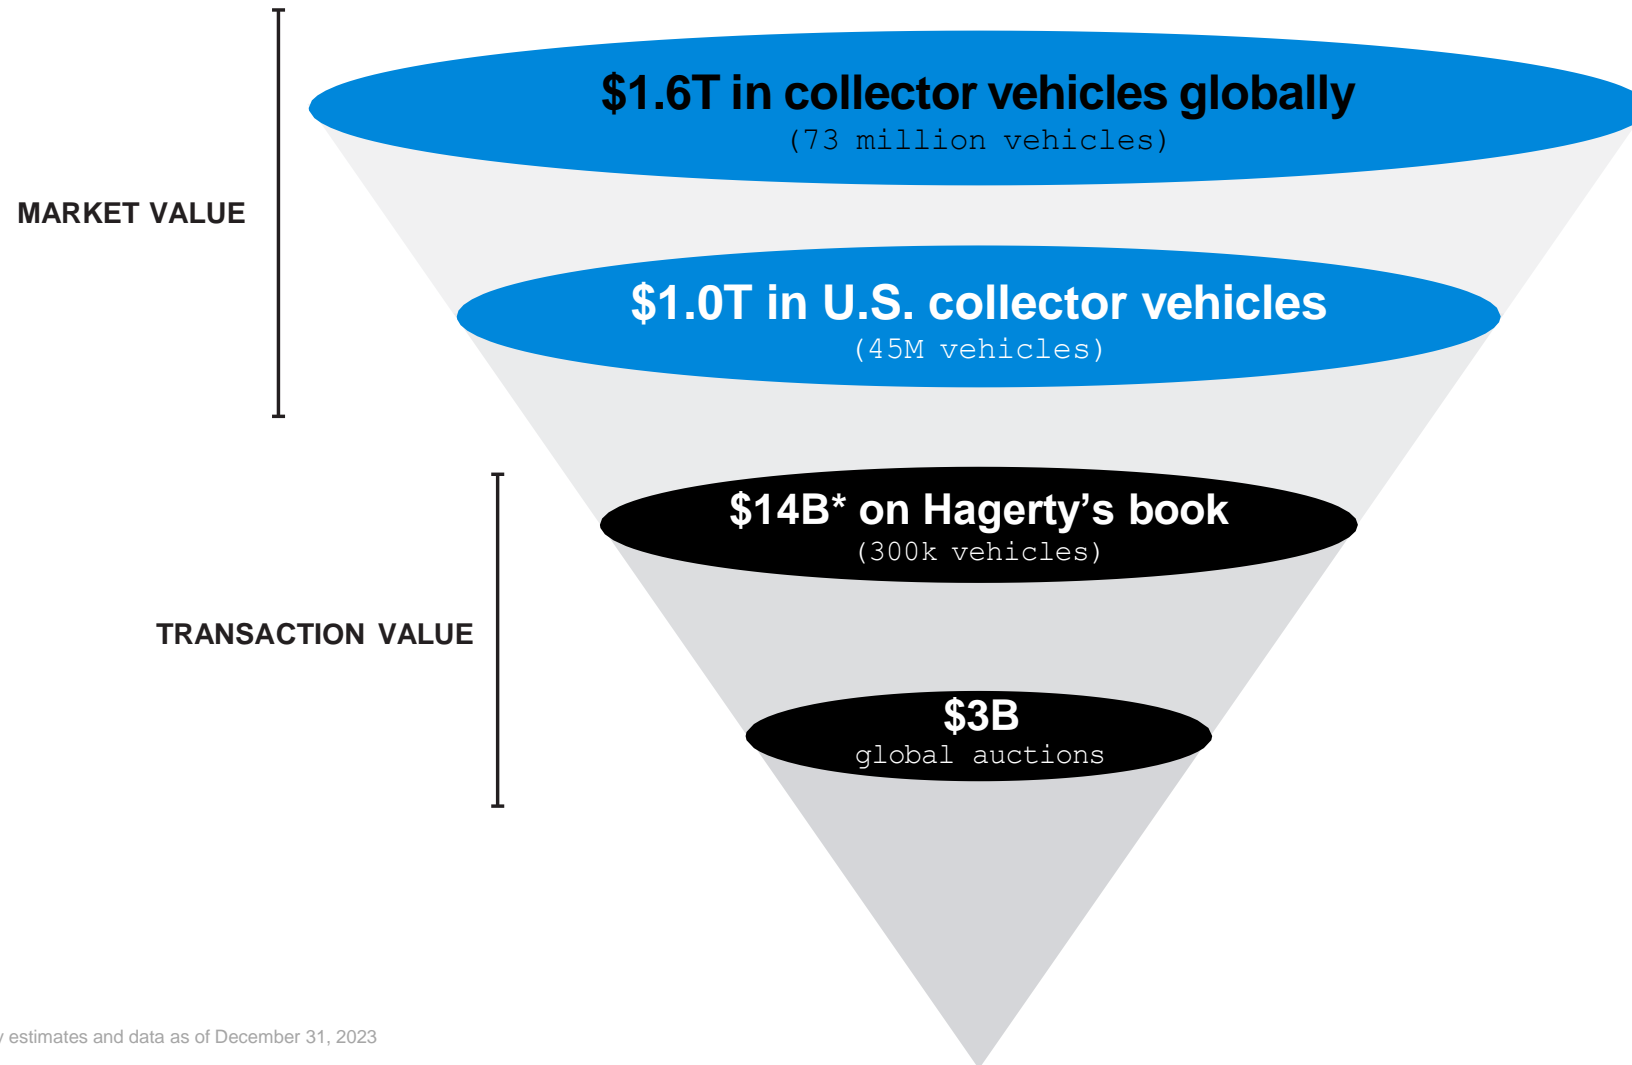 $1.6T in collector vehicles globally
(73 million vehicles)
MARKET VALUE
$1.0T in U.S. collector vehicles
(45M vehicles)
$14B* on Hagerty’s book
(300k vehicles)
TRANSACTION VALUE
$3B
global auctions
estimates and data as of December 31, 2023